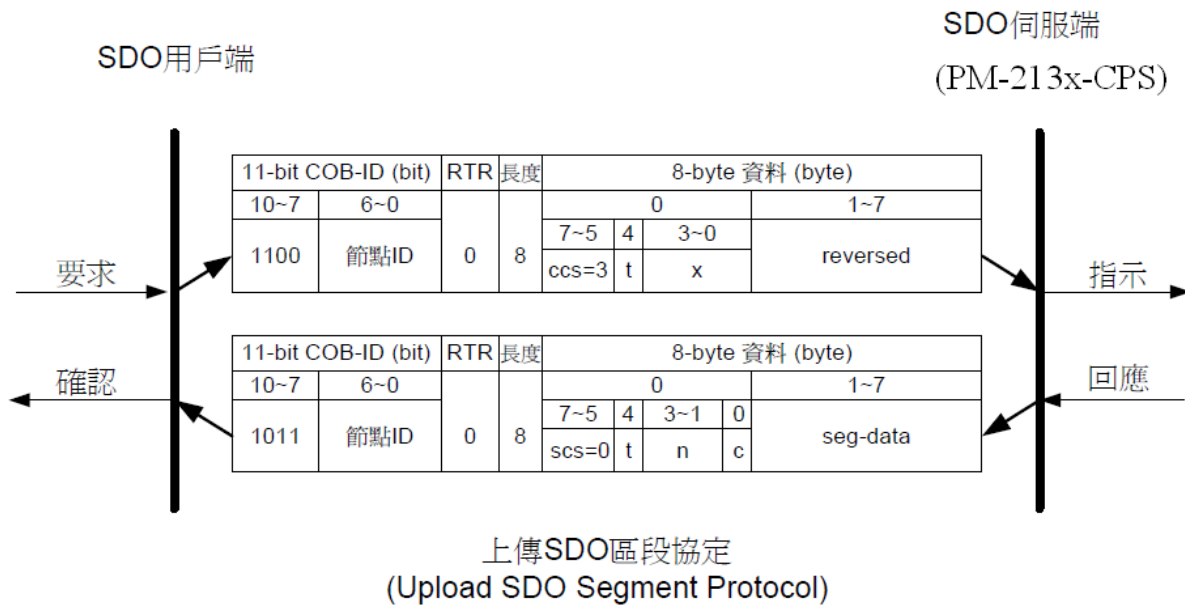 SDO用戶端
SDO伺服端
(PM-213x-CPS)
11-bit COB-ID (bit) RTR 長度 8-byte 資料 (byte)
10~7 6~0 0 1~7
7~5 4 3~0
1100 節點ID 0 8 ccs=3 t x reversed
要求
指示
11-bit COB-ID (bit) RTR 長度 8-byte 資料 (byte)
10~7 6~0 0 1~7
7~5 4 3~1 0
1011 節點ID 0 8 scs=0 t n c seg-data
確認
回應
上傳SDO區段協定
(Upload SDO Segment Protocol)